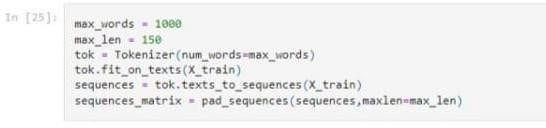 In [25]:
max_words = 1000
max_len = 150
tok = Tokenizer(num_words=max_words)
tok.fit_on_texts(X_train)
sequences = tok.texts_to_sequences(X_train)
sequences_matrix = pad_sequences(sequences,maxlen=max_len)